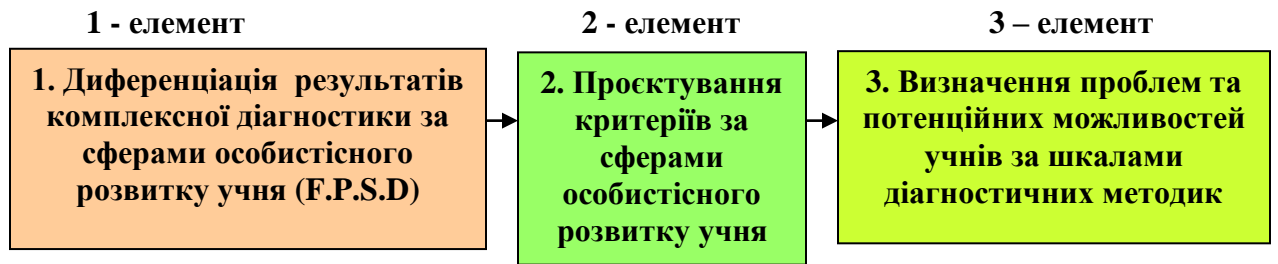 1 - елемент
2 - елемент
3 – елемент
1. Диференціація результатів
комплексної діагностики за
сферами особистісного
розвитку учня (F.P.S.D)
2. Проєктування
критеріїв за
сферами
особистісного
розвитку учня
3. Визначення проблем та
потенційних можливостей
учнів за шкалами
діагностичних методик